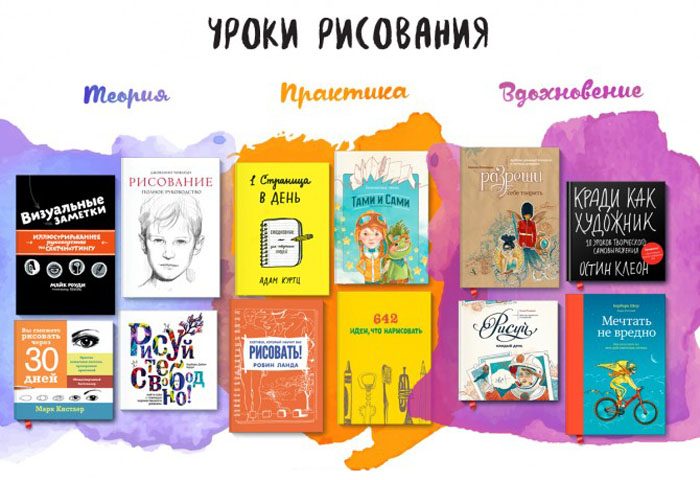 УРОКИ РИСОВАНИЯ
Теория
Практика
Вдохновение
Визуальные
заметки
ИЛЛЮСТРИРОВАННОЕ
руководство
по СКЕТЧНОУТИНГУ
МАЙК РОУДИ
РИСОВАНИЕ
ПОЛНОЕ РУКОВОДСТВО
Вы сможете
рисовать через
30
дней
Марк Кистлер
Рисуйте
свободно!
1 Страница
В ДЕНЬ
АДАМ КУРТЦ
Тами и Сами
РИСОВАТЬ!
РОБИН ЛАНДА
642
ИДЕИ, ЧТО НАРИСОВАТЬ
разреши
себе творить
КРАДИ КАК
ХУДОЖНИК
10 УРОКОВ ТВОРЧЕСКОГО
САМОВЫРАЖЕНИЯ
ОСТИН КЛЕОН
Рисуй
каждый день
Барбара Шер
Мечтать
не вредно